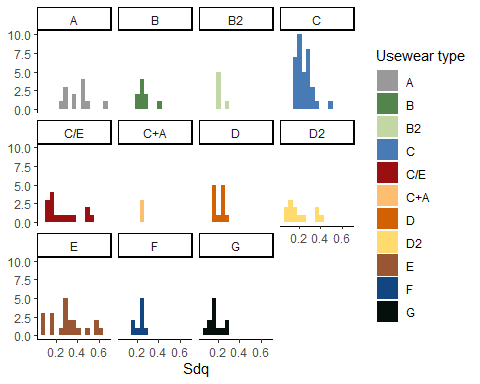 A B B2 C
10.0
7.5
5.0
2.5
0.0
C/E C+A D D2
10.0
7.5
5.0
2.5
0.0
0.2 0.4 0.6
E F G
10.0
7.5
5.0
2.5
0.0
0.2 0.4 0.6 0.2 0.4 0.6 0.2 0.4 0.6
Sdq
Usewear type
A
B
B2
C
C/E
C+A
D
D2
E
F
G